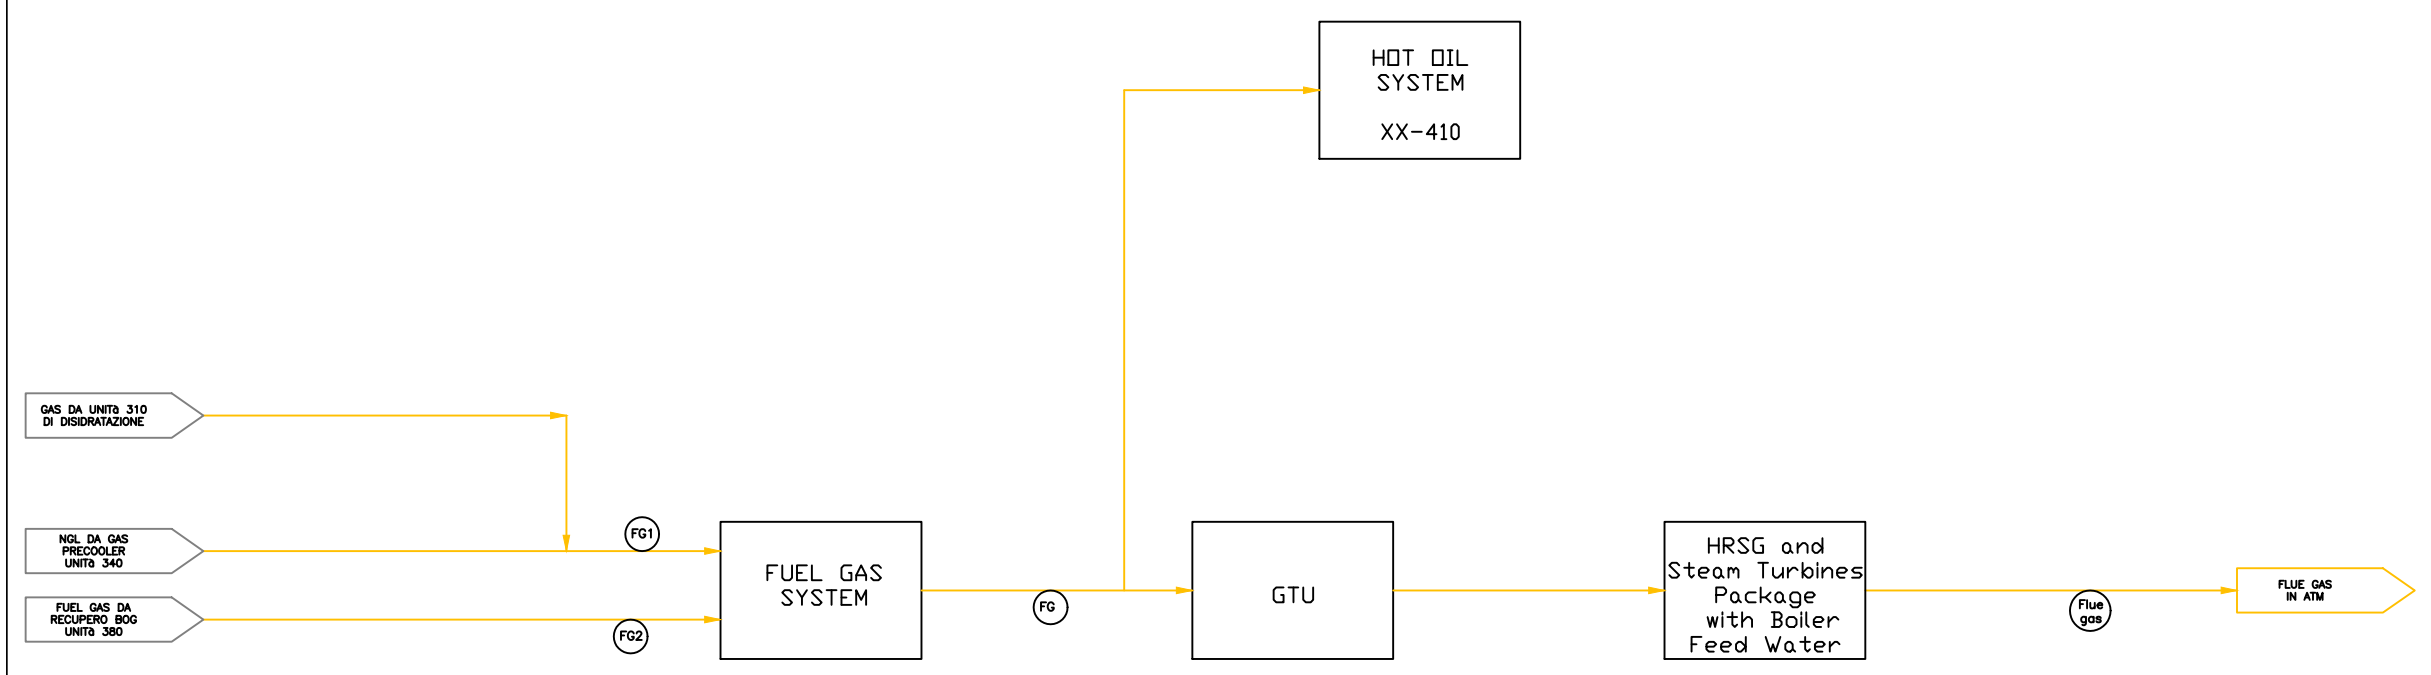 HOT OIL
SYSTEM
XX-410
GAS DA UNITà 310
DI DISIDRATAZIONE
NGL DA GAS
PRECOOLER
UNITà 340
FG1
FUEL GAS DA
RECUPERO BOG
UNITà 380
FG2
FUEL GAS
SYSTEM
FG
GTU
HRSG and
Steam Turbines
Package
with Boiler
Feed Water
Flue
gas
FLUE GAS
IN ATM